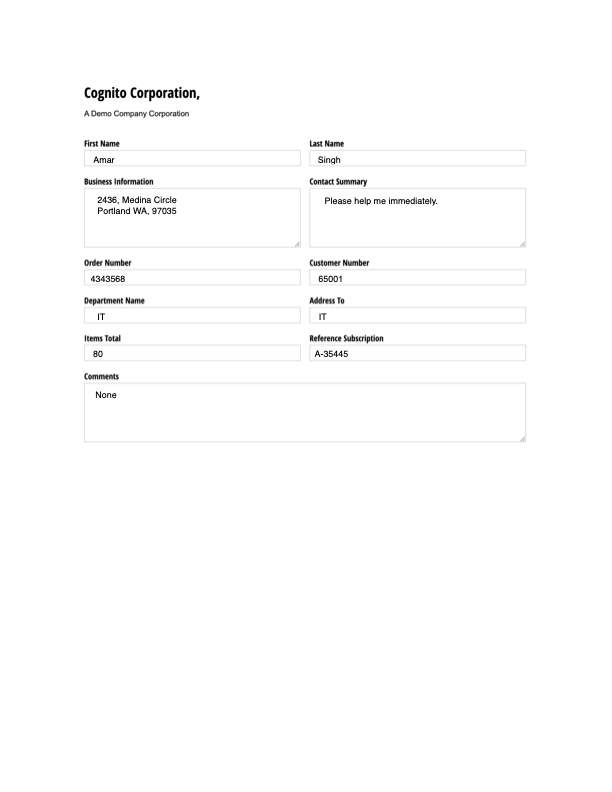 Cognito Corporation,
A Demo Company Corporation
First Name
Last Name
Amar
Singh
Business Information
Contact Summary
2436, Medina Circle
Portland WA, 97035
Please help me immediately.
Order Number
Customer Number
4343568
65001
Department Name
Address To
IT
IT
Items Total
Reference Subscription
80
A-35445
Comments
None